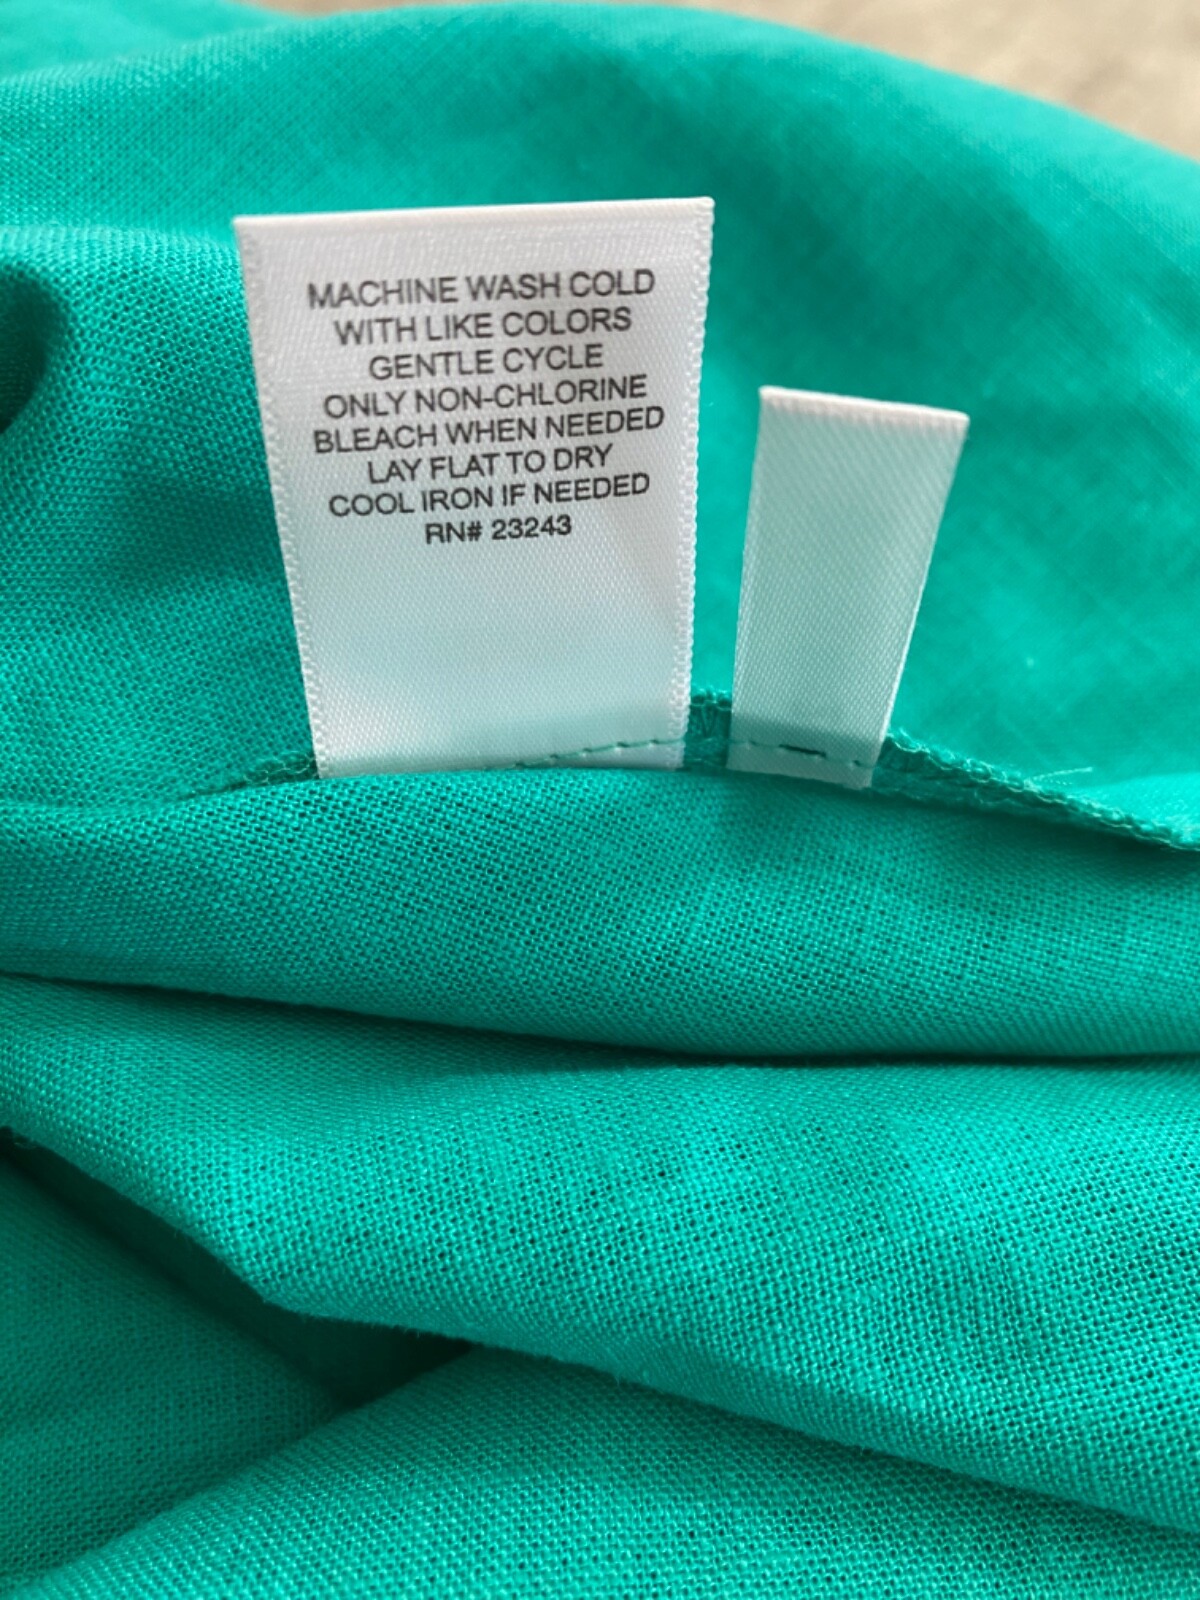 MACHINE WASH COLD
WITH LIKE COLORS
GENTLE CYCLE
ONLY NON-CHLORINE
BLEACH WHEN NEEDED
LAY FLAT TO DRY
COOL IRON IF NEEDED
RN# 23243